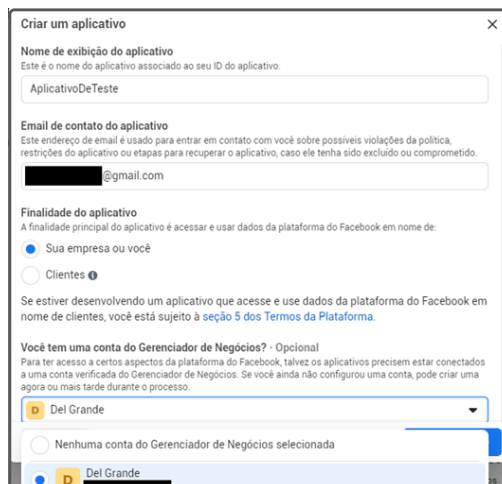 Criar um aplicativo
Nome de exibição do aplicativo
Este é o nome do aplicativo associado ao seu ID do aplicativo.
AplicativoDeTeste
Email de contato do aplicativo
Este endereço de email é usado para entrar em contato com você sobre possíveis violações da política,
restrições do aplicativo ou etapas para recuperar o aplicativo, caso ele tenha sido excluído ou comprometido.
@gmail.com
Finalidade do aplicativo
A finalidade principal do aplicativo é acessar e usar dados da plataforma do Facebook em nome de:
Sua empresa ou você
Clientes
Se estiver desenvolvendo um aplicativo que acesse e use dados da plataforma do Facebook em
nome de clientes, você está sujeito à seção 5 dos Termos da Plataforma.
Você tem uma conta do Gerenciador de Negócios? · Opcional
Para ter acesso a certos aspectos da plataforma do Facebook, talvez os aplicativos precisem estar conectados
a uma conta verificada do Gerenciador de Negócios. Se você ainda não configurou uma conta, pode criar uma
agora ou mais tarde durante o processo.
D Del Grande
Nenhuma conta do Gerenciador de Negócios selecionada
D Del Grande